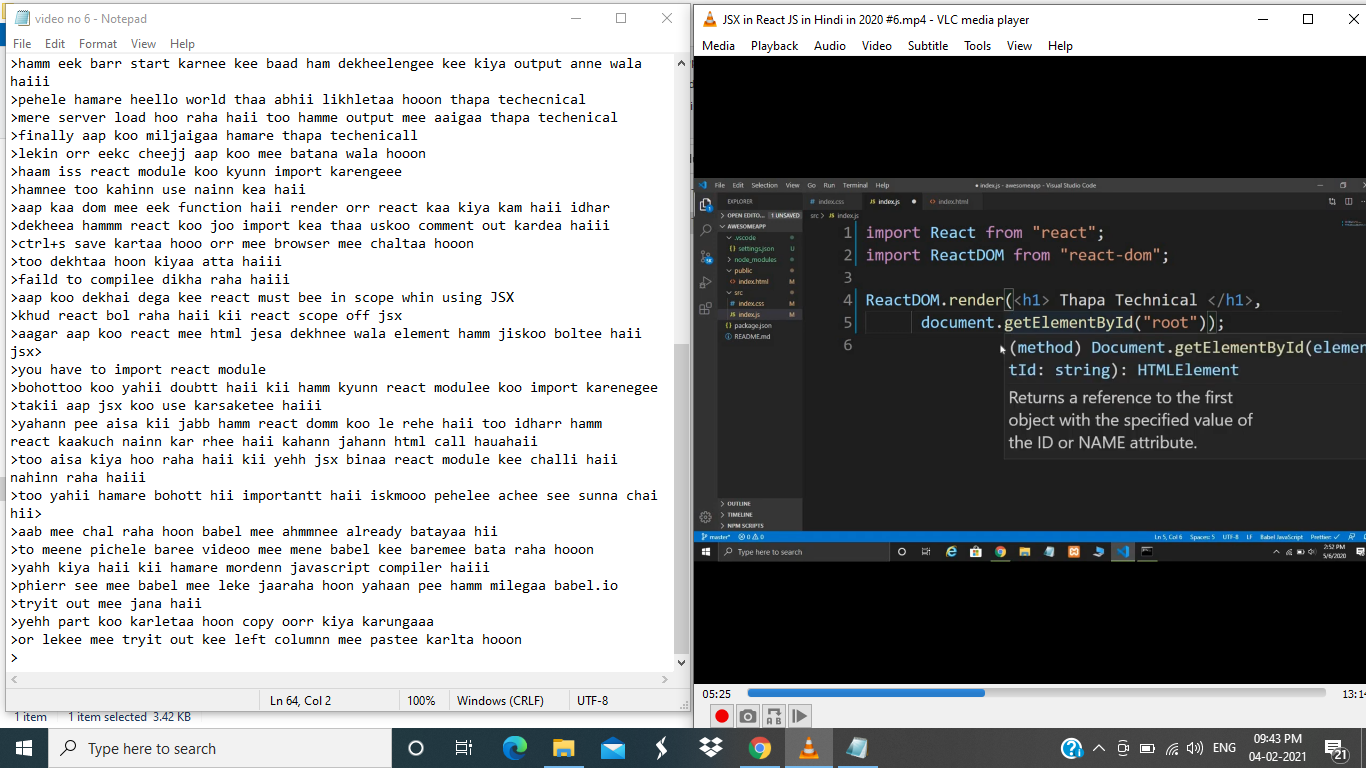 video no 6 - Notepad
File Edit Format View Help
>hamm eek barr start karnee kee baad ham dekheelengee kee kiya output anne wala
haiii
>pehele hamare heello world thaa abhii likhletaa hooon thapa techecnical
>mere server load hoo raha haii too hamme output mee aaigaa thapa techenical
>finally aap koo miljaigaa hamare thapa techenicall
>lekin orr eekc cheejj aap koo mee batana wala hooon
>haam iss react module koo kyunn import karengeee
>hamnee too kahinn use nainn kea haii
>aap kaa dom mee eek function haii render orr react kaa kiya kam haii idhar
>dekheea hammm react koo joo import kea thaa uskoo comment out kardea haiii
>ctrl+s save kartaa hooo orr mee browser mee chaltaa hooon
>too dekhtaa hoon kiyaa atta haiii
>faild to compilee dikha raha haiii
>aap koo dekhai dega kee react must bee in scope whin using JSX
>khud react bol raha haii kii react scope off jsx
>aagar aap koo react mee html jesa dekhnee wala element hamm jiskoo boltee haii
jsx>
>you have to import react module
>bohottoo koo yahii doubtt haii kii hamm kyunn react modulee koo import karenegee
>takii aap jsx koo use karsaketee haiii
>yahann pee aisa kii jabb hamm react domm koo le rehe haii too idharr hamm
react kaakuch nainn kar rhee haii kahann jahann html call hauahaii
>too aisa kiya hoo raha haii kii yehh jsx binaa react module kee challi haii
nahinn raha haiii
>too yahii hamare bohott hii importantt haii iskmooo pehelee achee see sunna chai
hii>
>aab mee chal raha hoon babel mee ahmmnee already batayaa hii
>to meene pichele baree videoo mee mene babel kee baremee bata raha hooon
>yahh kiya haii kii hamare mordenn javascript compiler haiii
>phierr see mee babel mee leke jaaraha hoon yahaan pee hamm milegaa babel.io
>tryit out mee jana haii
>yehh part koo karletaa hoon copy oorr kiya karungaaa
>or lekee mee tryit out kee left columnn mee pastee karlta hooon
>
Ln 64, Col 2 100% Windows (CRLF) UTF-8
1 item 1 item selected 3.42 KB
JSX in React JS in Hindi in 2020 #6.mp4 - VLC media player
Media Playback Audio Video Subtitle Tools View Help
File Edit Selection View Go Run Terminal Help
● index.js - awesomeapp - Visual Studio Code
EXPLORER
OPEN EDITO... 1 UNSAVED
AWESOMEAPP
.vscode
settings.json U
node_modules
public
index.html M
src
index.css M
index.js M
package.json
README.md
OUTLINE
TIMELINE
NPM SCRIPTS
index.css index.js ● index.html
src > index.js
1 import React from "react";
2 import ReactDOM from "react-dom";
3
4 ReactDOM.render(<h1> Thapa Technical </h1>,
5 document.getElementById("root"));
6
(method) Document.getElementById(elemen
tId: string): HTMLElement
Returns a reference to the first
object with the specified value of
the ID or NAME attribute.
master* 0 0 Ln 5, Col 6 Spaces: 5 UTF-8 LF Babel JavaScript Prettier: ✓
Type here to search
2:52 PM
5/6/2020
05:25 13:14
Type here to search
ENG
09:43 PM
04-02-2021
21